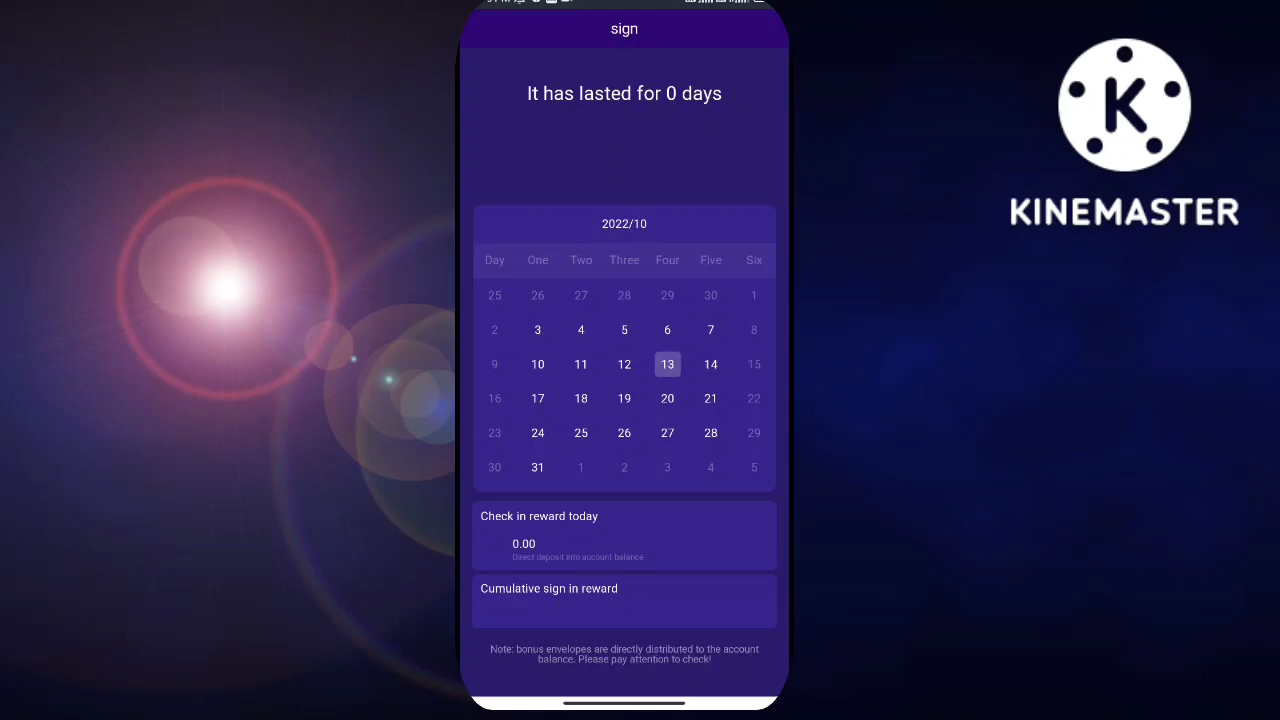 sign
It has lasted for 0 days
2022/10
Day One Two Three Four Five Six
25 26 27 28 29 30 1
2 3 4 5 6 7 8
9 10 11 12 13 14 15
16 17 18 19 20 21 22
23 24 25 26 27 28 29
30 31 1 2 3 4 5
Check in reward today
0.00
Direct deposit into account balance
Cumulative sign in reward
Note: bonus envelopes are directly distributed to the account
balance. Please pay attention to check!
K
KINEMASTER